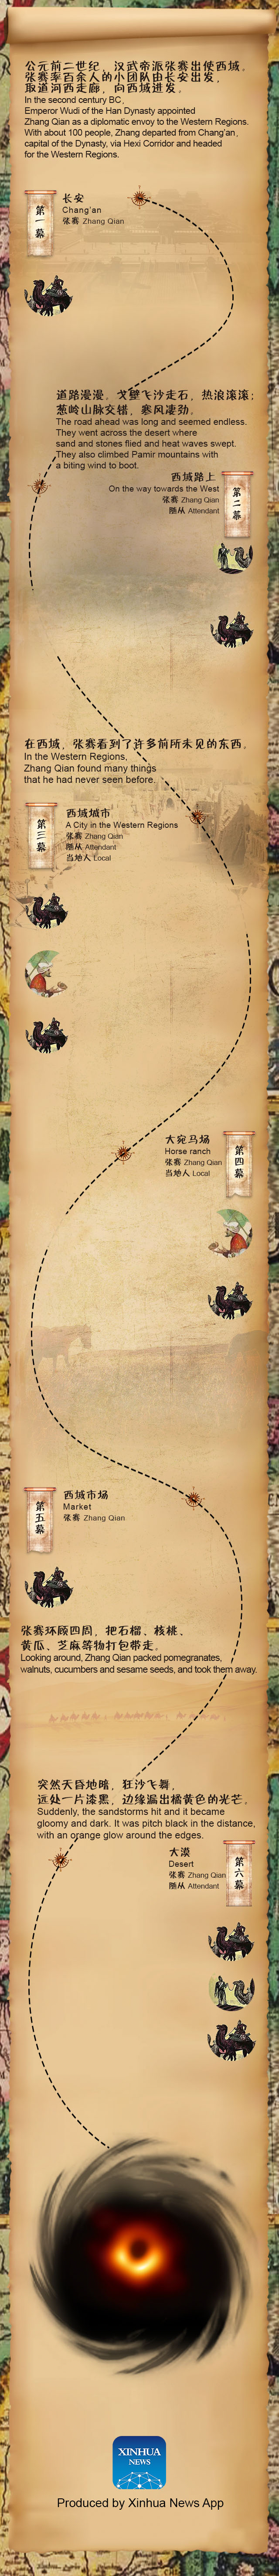 公元前二世纪，汉武帝派张骞出使西域。
张骞率百余人的小团队由长安出发，
取道河西走廊，向西域进发。
In the second century BC,
Emperor Wudi of the Han Dynasty appointed
Zhang Qian as a diplomatic envoy to the Western Regions.
With about 100 people, Zhang departed from Chang'an,
capital of the Dynasty, via Hexi Corridor and headed
for the Western Regions.
第一幕
长安
Chang'an
张骞 Zhang Qian
道路漫漫。戈壁飞沙走石，热浪滚滚；
葱岭山脉交错，寒风凄劲。
The road ahead was long and seemed endless.
They went across the desert where
sand and stones flied and heat waves swept.
They also climbed Pamir mountains with
a biting wind to boot.
西域路上
On the way towards the West
张骞 Zhang Qian
随从 Attendant
第二幕
在西域，张骞看到了许多前所未见的东西。
In the Western Regions,
Zhang Qian found many things
that he had never seen before.
第三幕
西域城市
A City in the Western Regions
张骞 Zhang Qian
随从 Attendant
当地人 Local
大宛马场
Horse ranch
张骞 Zhang Qian
当地人 Local
第四幕
第五幕
西域市场
Market
张骞 Zhang Qian
张骞环顾四周，把石榴、核桃、
黄瓜、芝麻等物打包带走。
Looking around, Zhang Qian packed pomegranates,
walnuts, cucumbers and sesame seeds, and took them away.
突然天昏地暗，狂沙飞舞，
远处一片漆黑，边缘漏出橘黄色的光芒。
Suddenly, the sandstorms hit and it became
gloomy and dark. It was pitch black in the distance,
with an orange glow around the edges.
大漠
Desert
张骞 Zhang Qian
随从 Attendant
第六幕
XINHUA
NEWS
Produced by Xinhua News App